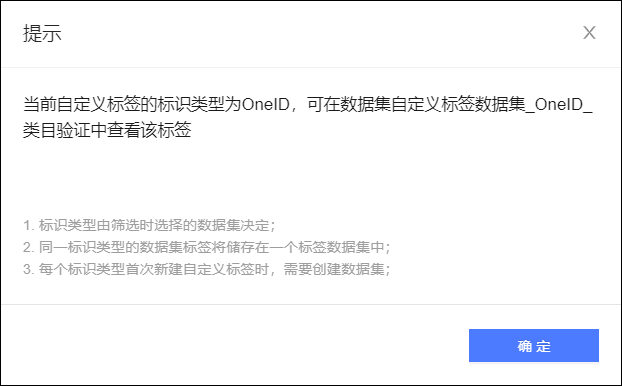 提示
X
当前自定义标签的标识类型为OneID，可在数据集自定义标签数据集_OneID_
类目验证中查看该标签
1. 标识类型由筛选时选择的数据集决定；
2. 同一标识类型的数据集标签将储存在一个标签数据集中；
3. 每个标识类型首次新建自定义标签时，需要创建数据集；
确 定